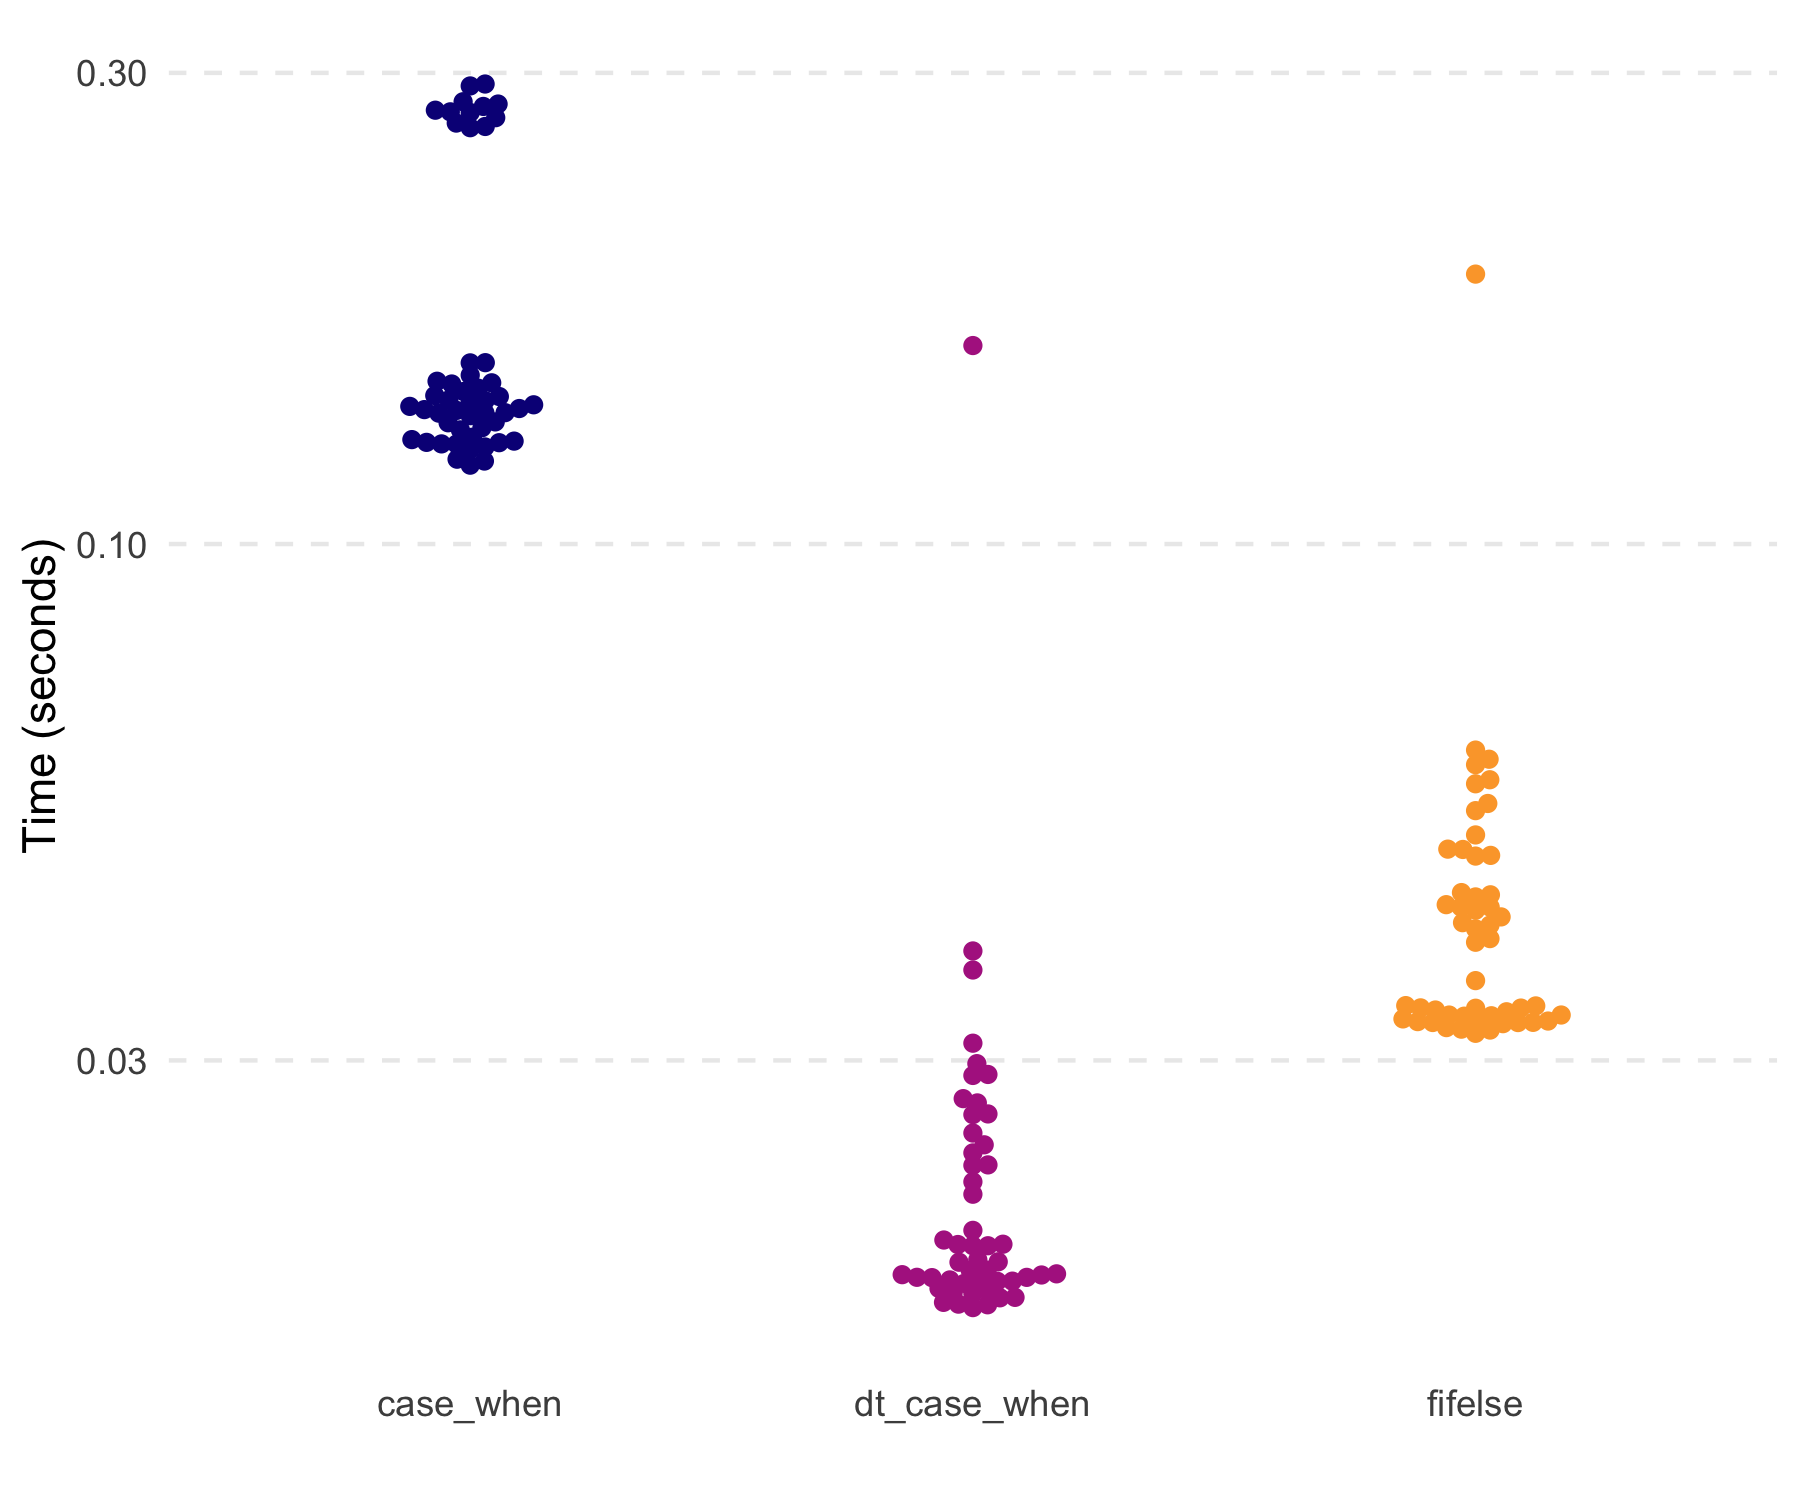 0.30
0.10
0.03
Time (seconds)
case_when
dt_case_when
fifelse